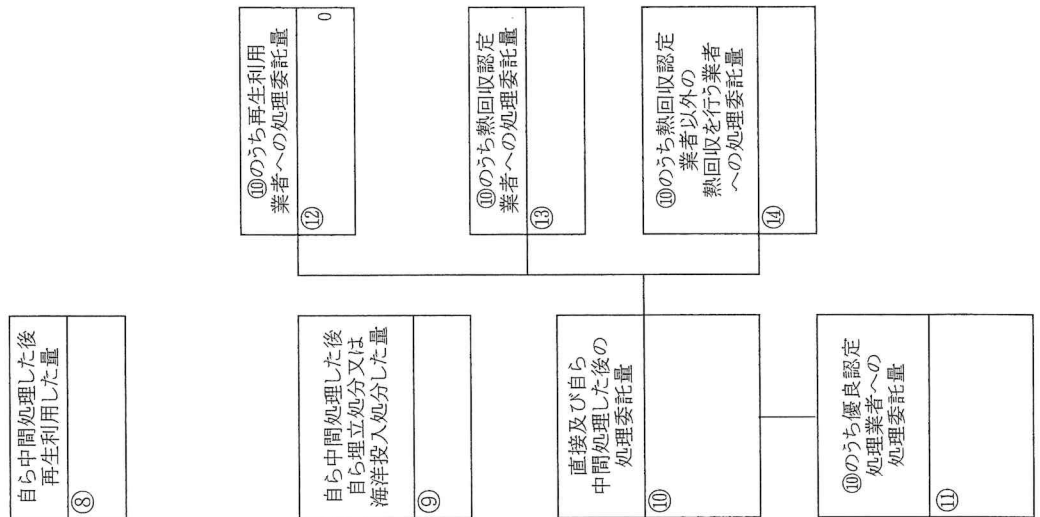 自ら中間処理した後
再生利用した量
⑧
自ら中間処理した後
自ら埋立処分又は
海洋投入処分した量
⑨
直接及び自ら
中間処理した後の
処理委託量
⑩
⑩のうち優良認定
処理業者への
処理委託量
⑪
⑩のうち再生利用
業者への処理委託量
⑫ 0
⑩のうち熱回収認定
業者への処理委託量
⑬
⑩のうち熱回収認定
業者以外の
熱回収を行う業者
への処理委託量
⑭